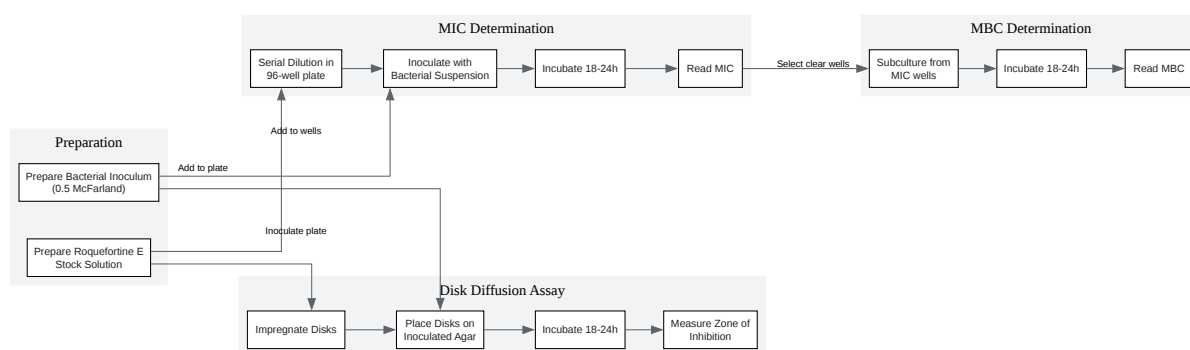 MIC Determination
MBC Determination
Serial Dilution in
96-well plate
Inoculate with
Bacterial Suspension
Incubate 18-24h
Read MIC
Select clear wells
Subculture from
MIC wells
Incubate 18-24h
Read MBC
Add to wells
Preparation
Prepare Bacterial Inoculum
(0.5 McFarland)
Add to plate
Inoculate plate
Prepare Roquefortine E
Stock Solution
Disk Diffusion Assay
Impregnate Disks
Place Disks on
Inoculated Agar
Incubate 18-24h
Measure Zone of
Inhibition